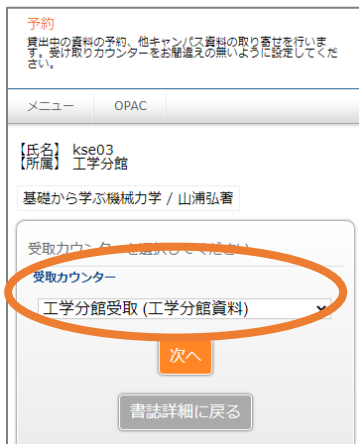 予約
貸出中の資料の予約、他キャンパス資料の取り寄せを行いま
す。受け取りカウンターをお間違えの無いように設定してくだ
さい。
メニュー OPAC
【氏名】 kse03
【所属】 工学分館
基礎から学ぶ機械力学 / 山浦弘著
受取カウンターを選択してください
受取カウンター
工学分館受取 (工学分館資料)
次へ
書誌詳細に戻る